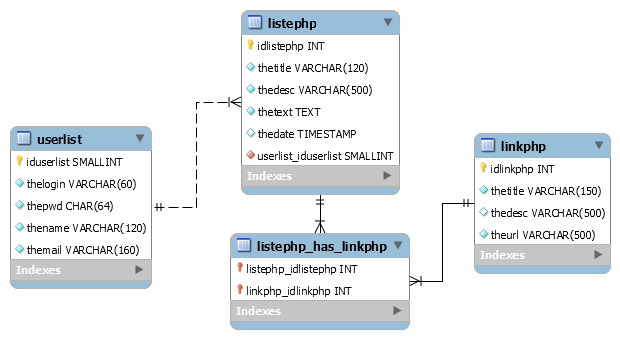 listephp
idlistephp INT
thetitle VARCHAR(120)
thedesc VARCHAR(500)
thetext TEXT
thedate TIMESTAMP
userlist_iduserlist SMALLINT
Indexes
userlist
iduserlist SMALLINT
thelogin VARCHAR(60)
thepwd CHAR(64)
thename VARCHAR(120)
themail VARCHAR(160)
Indexes
linkphp
idlinkphp INT
thetitle VARCHAR(150)
thedesc VARCHAR(500)
theurl VARCHAR(500)
Indexes
listephp_has_linkphp
listephp_idlistephp INT
linkphp_idlinkphp INT
Indexes